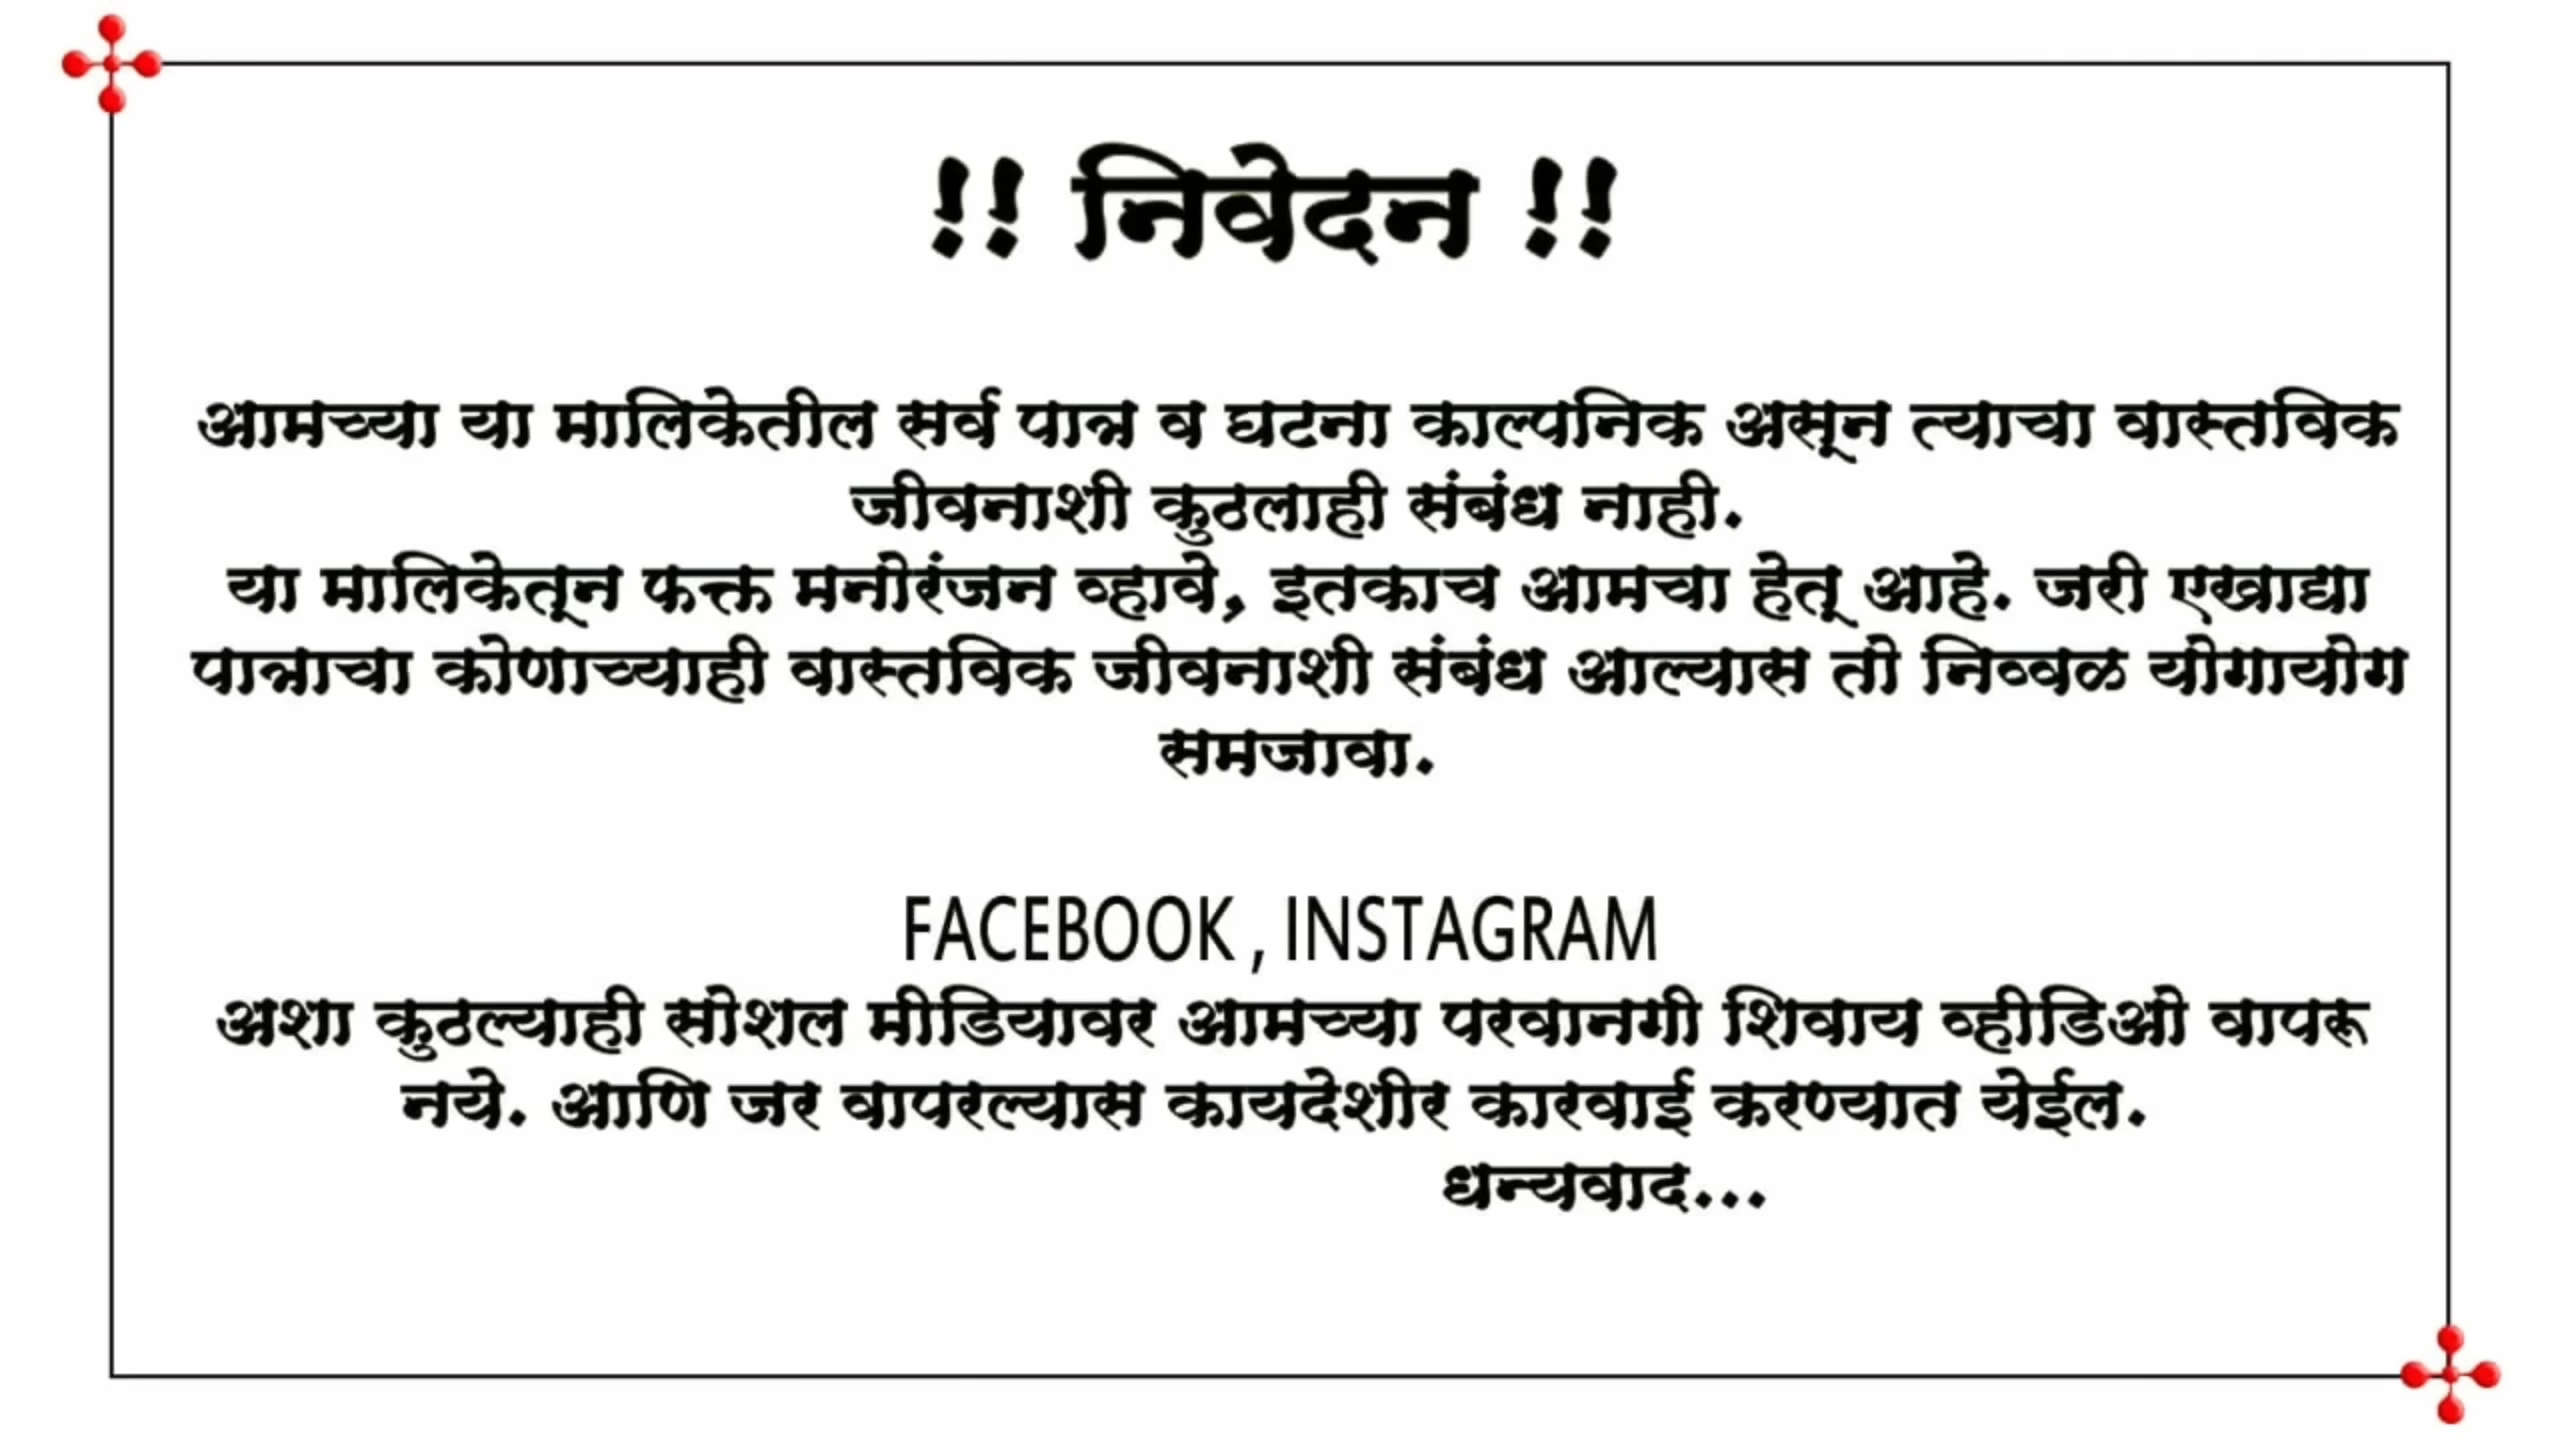 !! निवेदन !!
आमच्या या मालिकेतील सर्व पात्र व घटना काल्पनिक असून त्याचा वास्तविक
जीवनाशी कुठलाही संबंध नाही.
या मालिकेतून फक्त मनोरंजन व्हावे, इतकाच आमचा हेतू आहे. जरी एखाद्या
पात्राचा कोणाच्याही वास्तविक जीवनाशी संबंध आल्यास तो निव्वळ योगायोग
समजावा.
FACEBOOK , INSTAGRAM
अशा कुठल्याही सोशल मीडियावर आमच्या परवानगी शिवाय व्हीडिओ वापरू
नये. आणि जर वापरल्यास कायदेशीर कारवाई करण्यात येईल.
धन्यवाद...